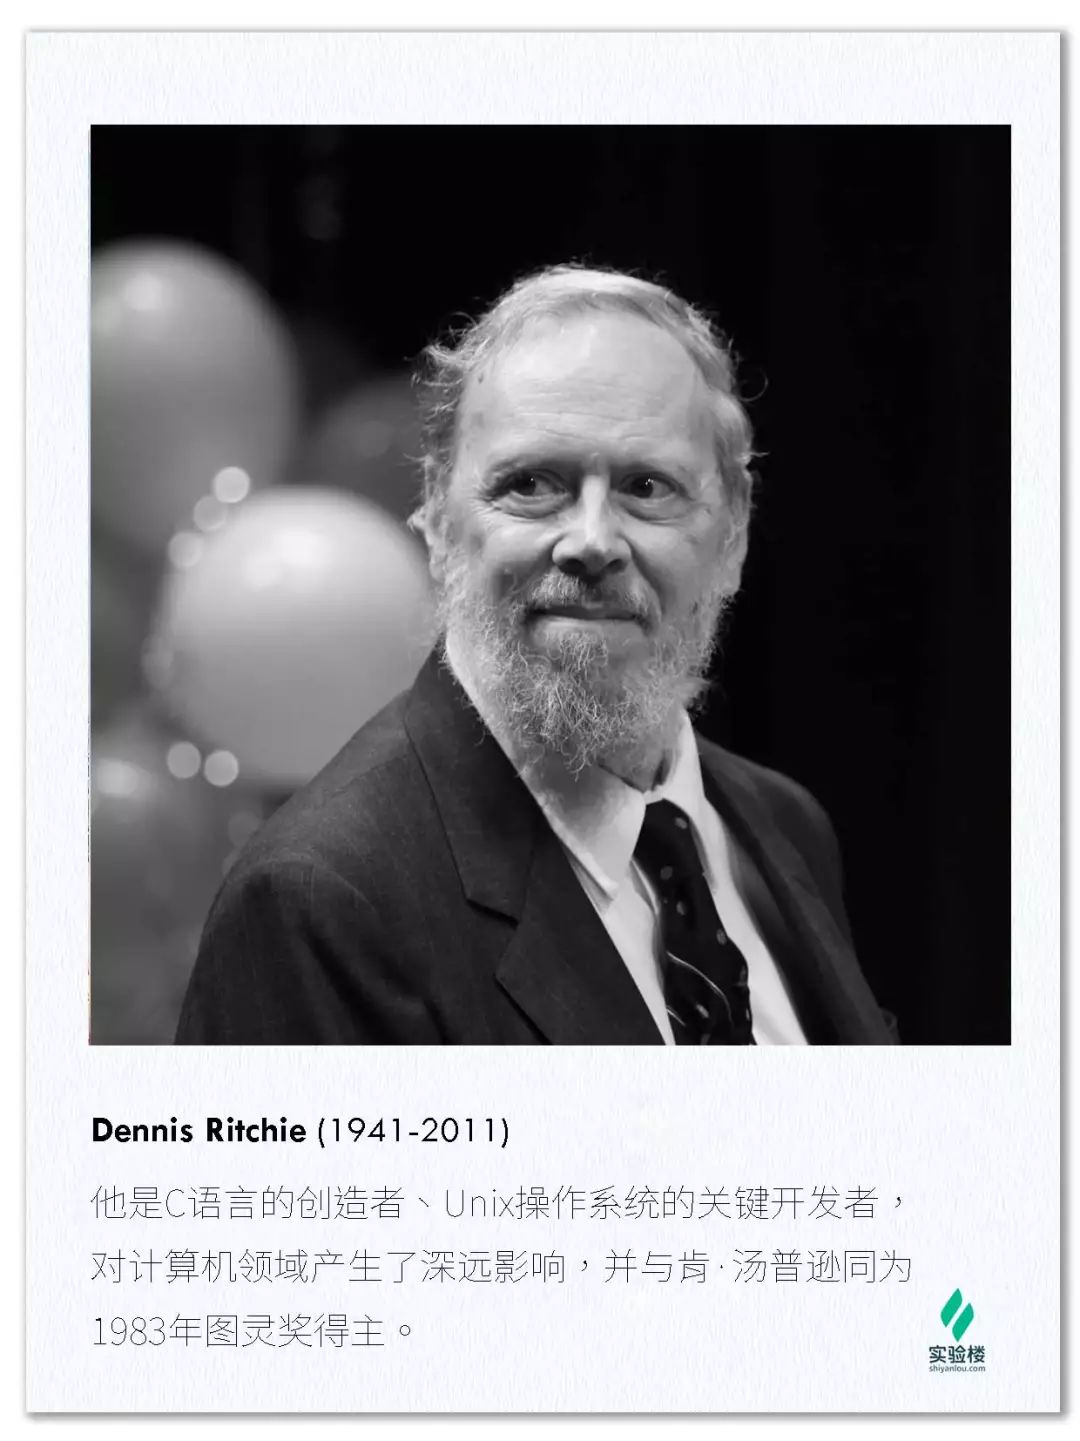 Dennis Ritchie (1941-2011)
他是C语言的创造者、Unix操作系统的关键开发者，
对计算机领域产生了深远影响，并与肯·汤普逊同为
1983年图灵奖得主。
实验楼
shiyanlou.com